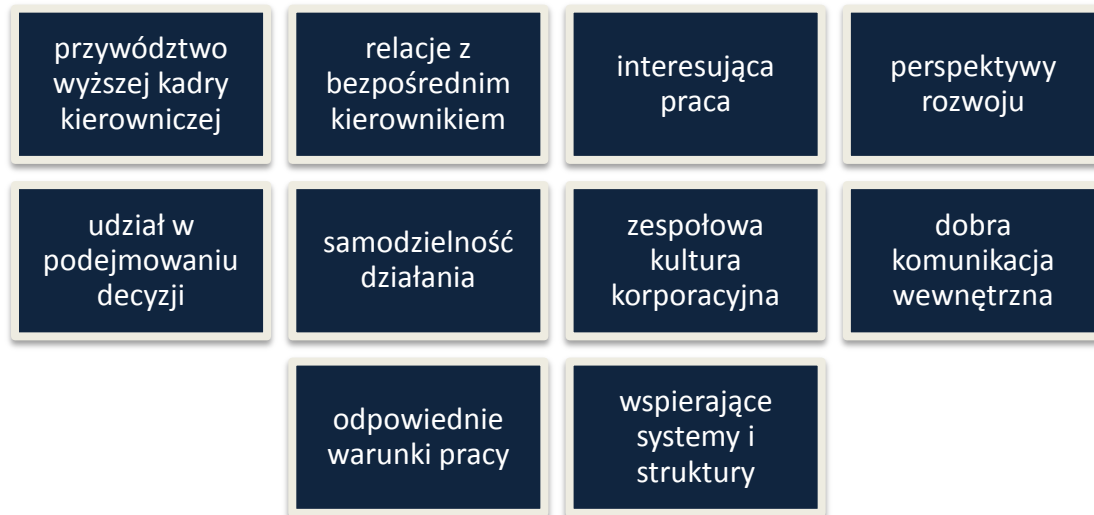 przywództwo
wyższej kadry
kierowniczej
relacje z
bezpośrednim
kierownikiem
interesująca
praca
perspektywy
rozwoju
udział w
podejmowaniu
decyzji
samodzielność
działania
zespołowa
kultura
korporacyjna
dobra
komunikacja
wewnętrzna
odpowiednie
warunki pracy
wspierające
systemy i
struktury